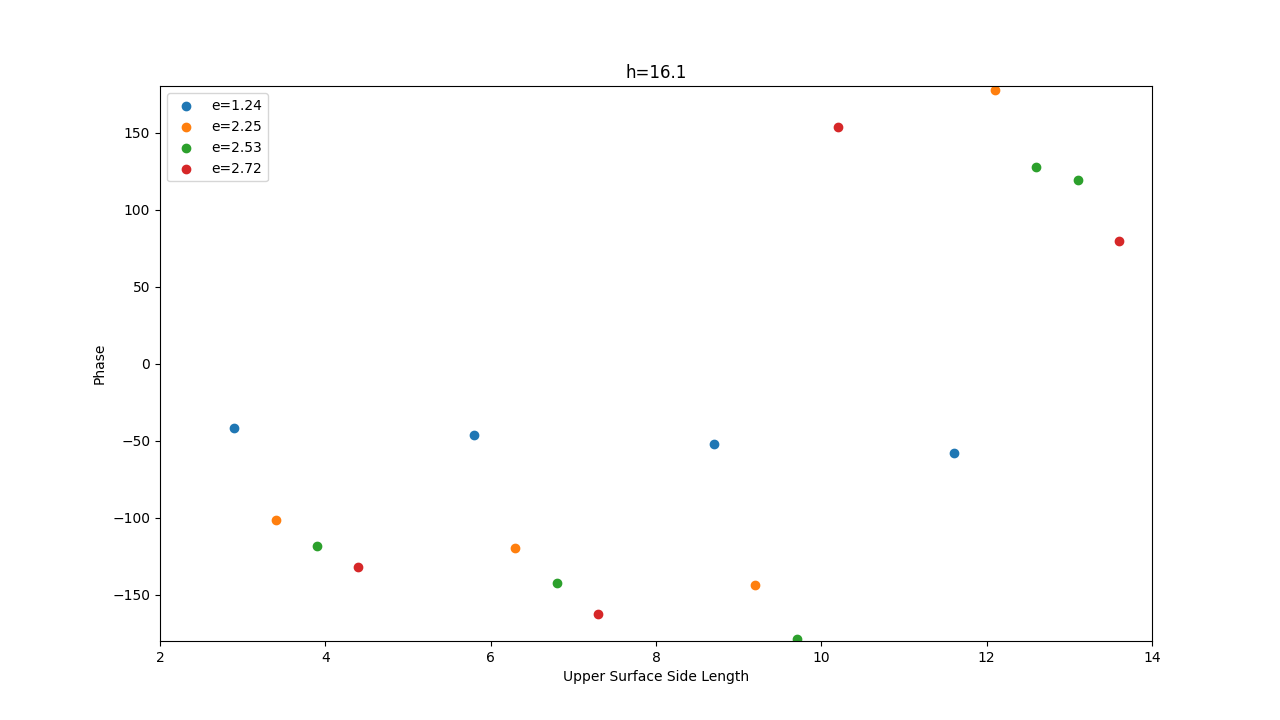 h=16.1
e=1.24
e=2.25
e=2.53
e=2.72
Phase
150
100
50
0
−50
−100
−150
2 4 6 8 10 12 14
Upper Surface Side Length